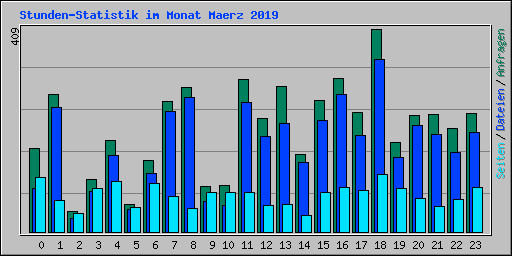 Stunden-Statistik im Monat Maerz 2019
409
Seiten / Dateien / Anfragen
0 1 2 3 4 5 6 7 8 9 10 11 12 13 14 15 16 17 18 19 20 21 22 23